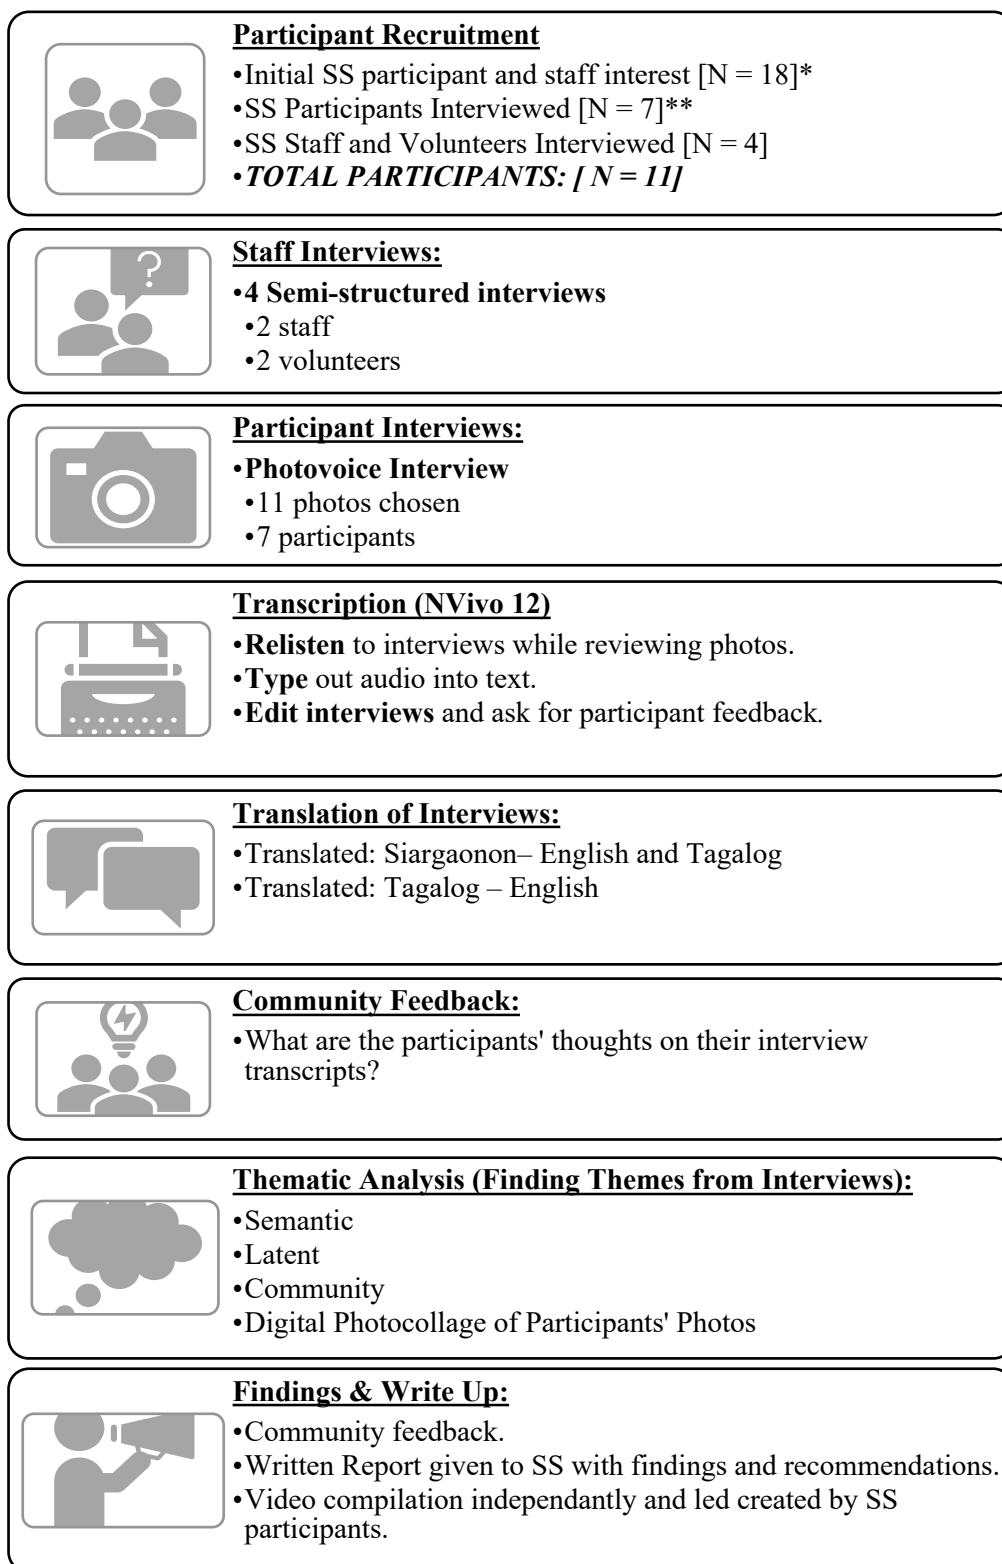 Participant Recruitment
•Initial SS participant and staff interest [N = 18]*
•SS Participants Interviewed [N = 7]**
•SS Staff and Volunteers Interviewed [N = 4]
•TOTAL PARTICIPANTS: [ N = 11]
?
Staff Interviews:
•4 Semi-structured interviews
•2 staff
•2 volunteers
Participant Interviews:
•Photovoice Interview
•11 photos chosen
•7 participants
Transcription (NVivo 12)
•Relisten to interviews while reviewing photos.
•Type out audio into text.
•Edit interviews and ask for participant feedback.
Translation of Interviews:
•Translated: Siargaonon– English and Tagalog
•Translated: Tagalog – English
Community Feedback:
•What are the participants' thoughts on their interview
transcripts?
Thematic Analysis (Finding Themes from Interviews):
•Semantic
•Latent
•Community
•Digital Photocollage of Participants' Photos
Findings & Write Up:
•Community feedback.
•Written Report given to SS with findings and recommendations.
•Video compilation independantly and led created by SS
participants.